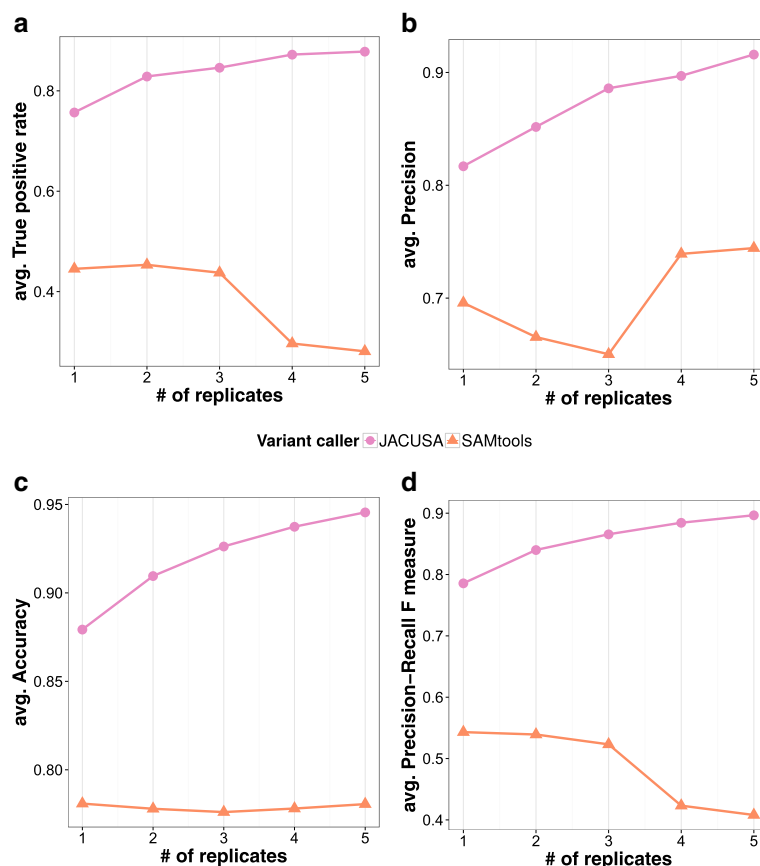 a
avg. True positive rate
0.8
0.6
0.4
1 2 3 4 5
# of replicates
b
avg. Precision
0.9
0.8
0.7
1 2 3 4 5
# of replicates
Variant caller JACUSA SAMtools
c
avg. Accuracy
0.95
0.90
0.85
0.80
1 2 3 4 5
# of replicates
d
avg. Precision−Recall F measure
0.9
0.8
0.7
0.6
0.5
0.4
1 2 3 4 5
# of replicates